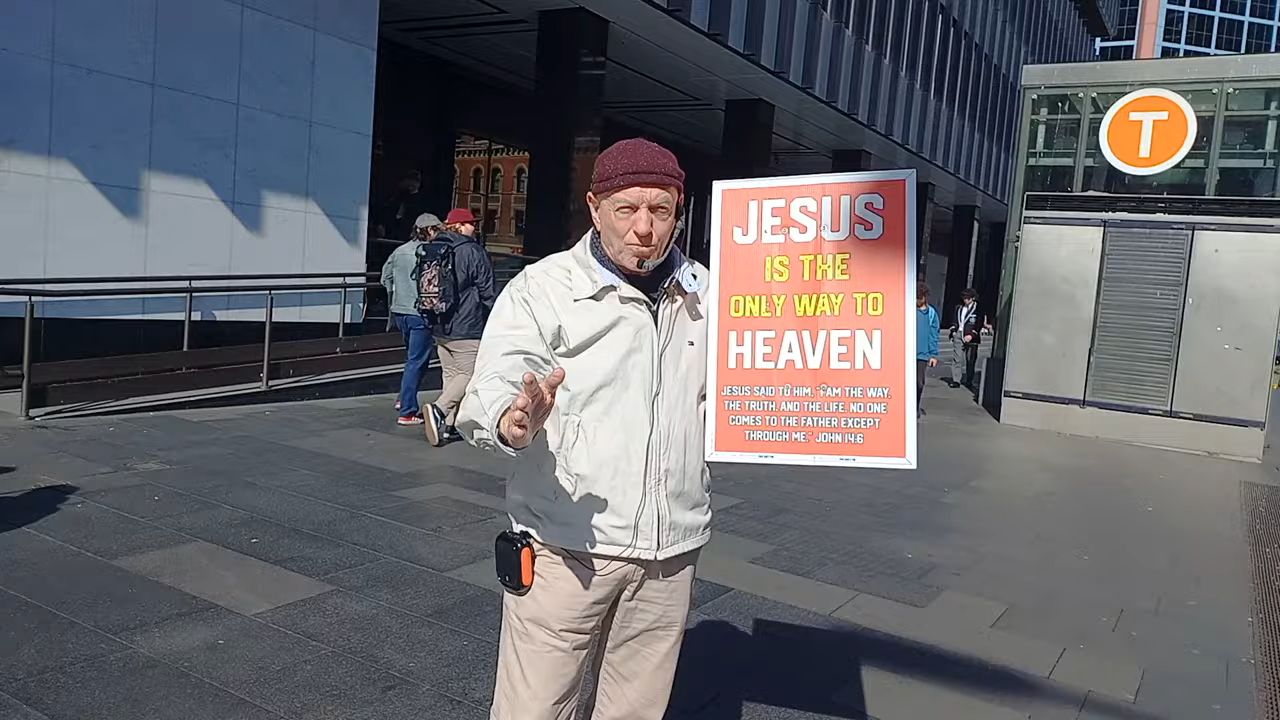 JESUS
IS THE
ONLY WAY TO
HEAVEN
JESUS SAID TO HIM, "I AM THE WAY,
THE TRUTH, AND THE LIFE. NO ONE
COMES TO THE FATHER EXCEPT
THROUGH ME." JOHN 14:6
T